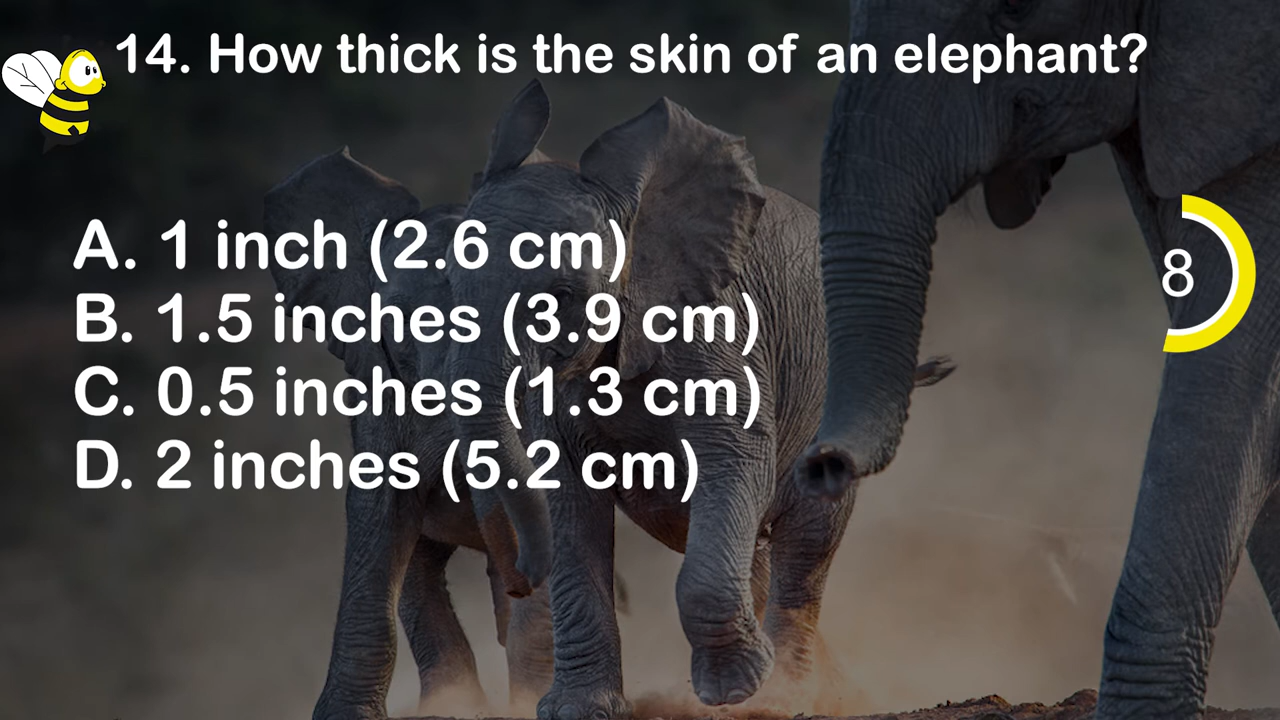 14. How thick is the skin of an elephant?
A. 1 inch (2.6 cm)
B. 1.5 inches (3.9 cm)
C. 0.5 inches (1.3 cm)
D. 2 inches (5.2 cm)
8